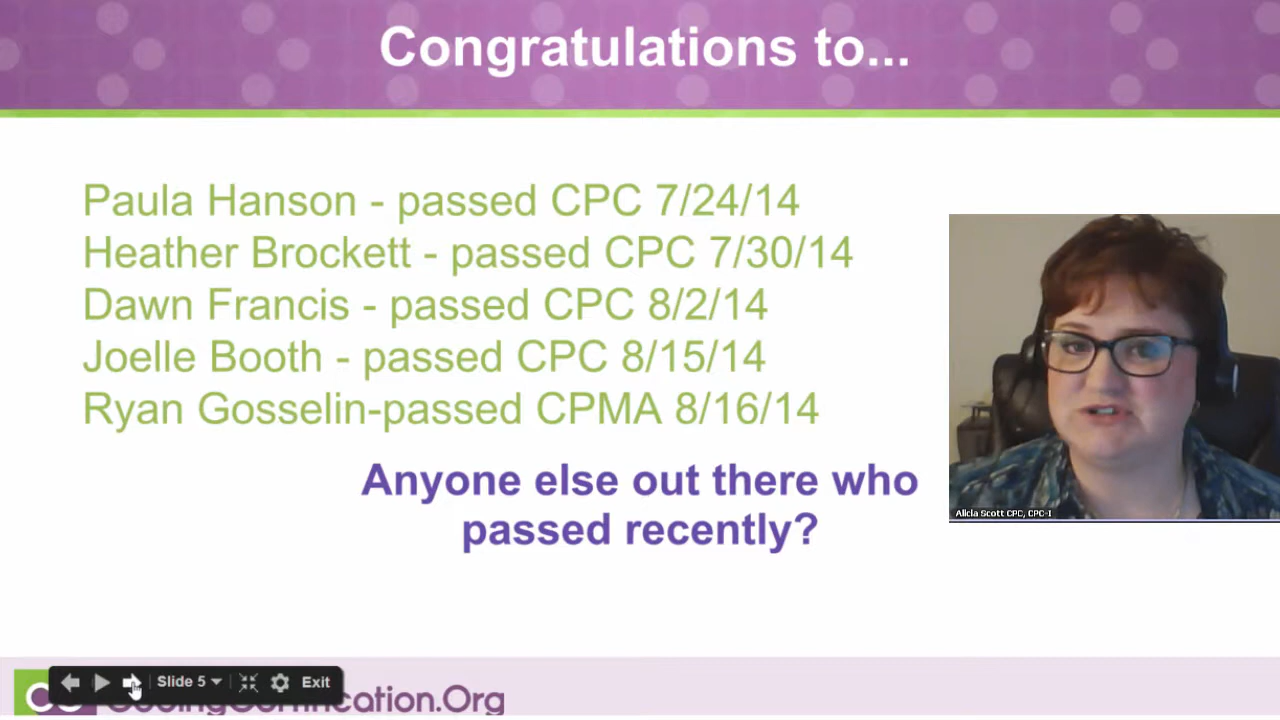 Congratulations to...
Paula Hanson - passed CPC 7/24/14
Heather Brockett - passed CPC 7/30/14
Dawn Francis - passed CPC 8/2/14
Joelle Booth - passed CPC 8/15/14
Ryan Gosselin-passed CPMA 8/16/14
Anyone else out there who
passed recently?
Alicia Scott CPC, CPC-I
Slide 5
Exit
CodingCertification.Org